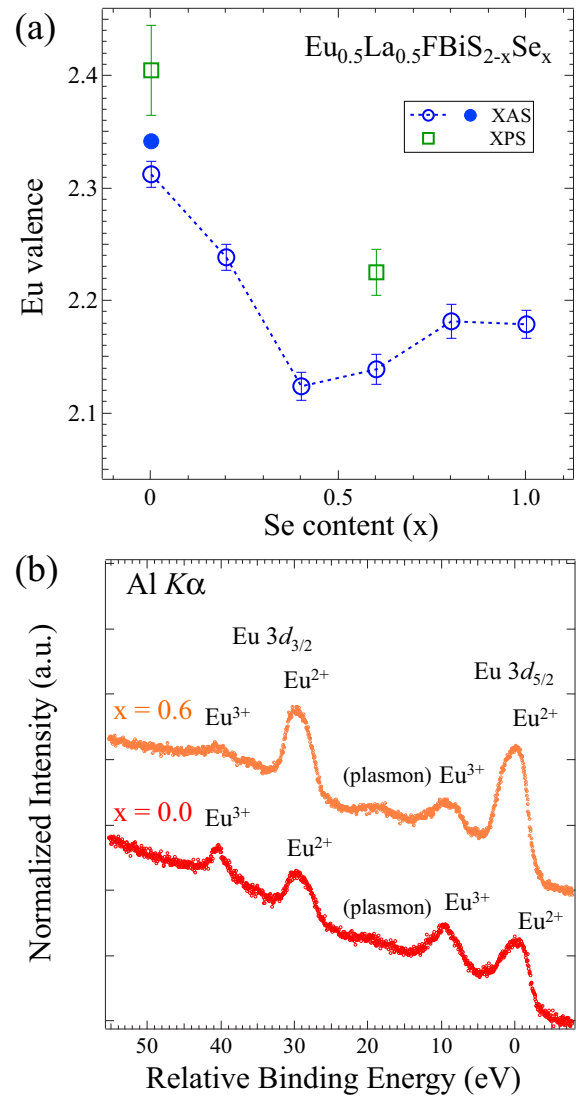 (a)
Eu0.5La0.5FBiS2-xSex
XAS
XPS
Eu valence
2.4
2.3
2.2
2.1
0 0.5 1.0
Se content (x)
(b)
Al Kα
Eu 3d3/2
Eu 3d5/2
Eu2+
Eu2+
x = 0.6
Eu3+
(plasmon)
Eu3+
x = 0.0
Eu3+
Eu2+
(plasmon)
Eu3+
Eu2+
Normalized Intensity (a.u.)
50 40 30 20 10 0
Relative Binding Energy (eV)